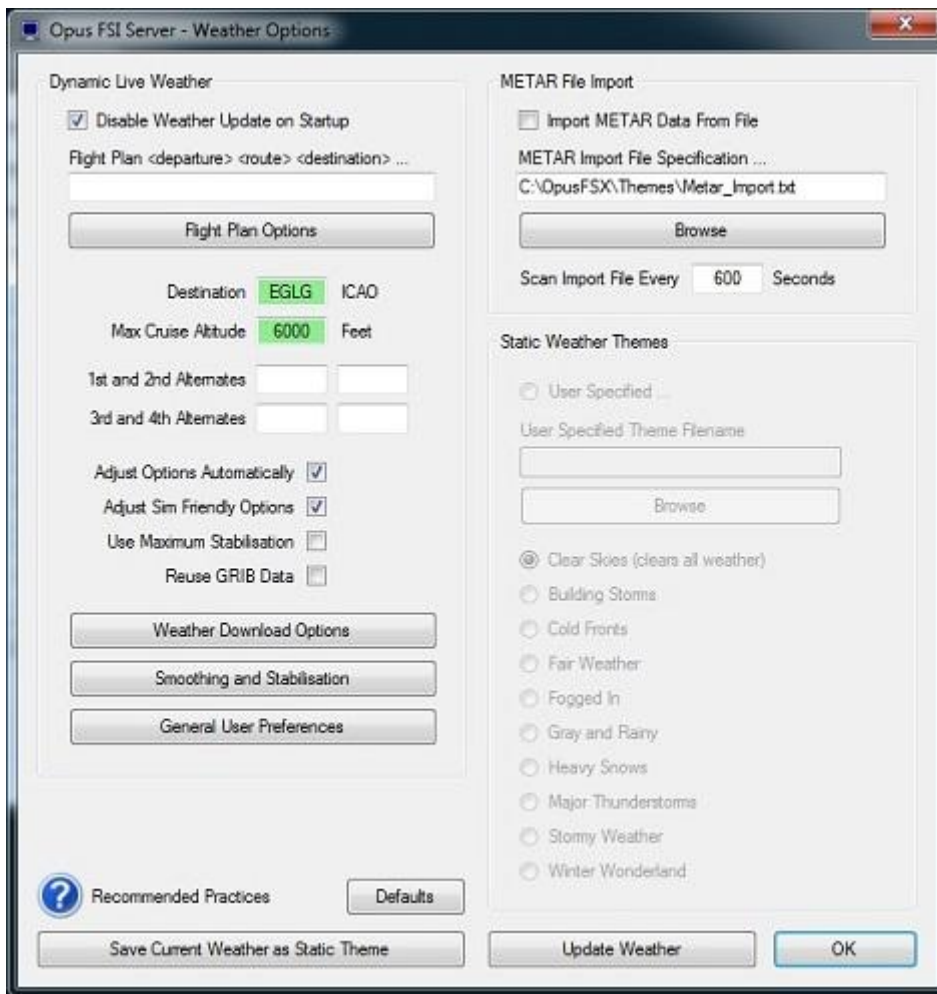 Opus FSI Server - Weather Options
Dynamic Live Weather
Disable Weather Update on Startup
Flight Plan <departure> <route> <destination> ...
Flight Plan Options
Destination EGLG ICAO
Max Cruise Altitude 6000 Feet
1st and 2nd Alternates
3rd and 4th Alternates
Adjust Options Automatically
Adjust Sim Friendly Options
Use Maximum Stabilisation
Reuse GRIB Data
Weather Download Options
Smoothing and Stabilisation
General User Preferences
Recommended Practices
Defaults
Save Current Weather as Static Theme
METAR File Import
Import METAR Data From File
METAR Import File Specification ...
C:\OpusFSX\Themes\Metar_Import.txt
Browse
Scan Import File Every 600 Seconds
Static Weather Themes
User Specified ...
User Specified Theme Filename
Browse
Clear Skies (clears all weather)
Building Storms
Cold Fronts
Fair Weather
Fogged In
Gray and Rainy
Heavy Snows
Major Thunderstorms
Stormy Weather
Winter Wonderland
Update Weather
OK